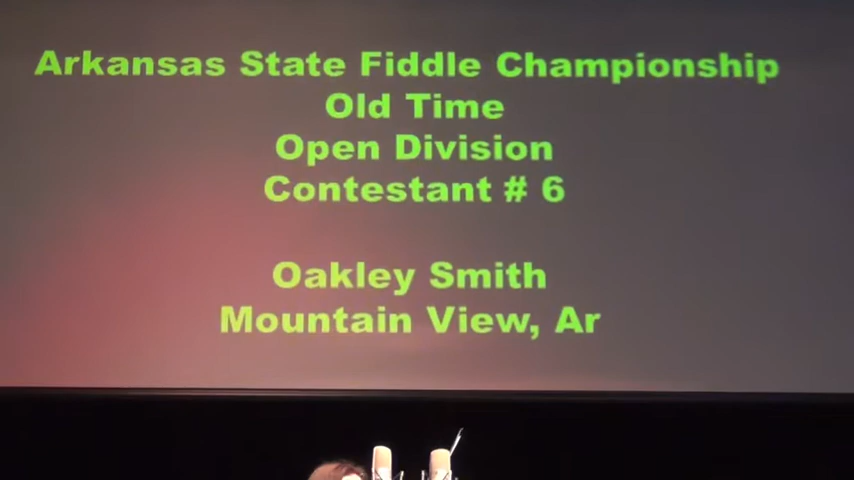 Arkansas State Fiddle Championship
Old Time
Open Division
Contestant # 6
Oakley Smith
Mountain View, Ar